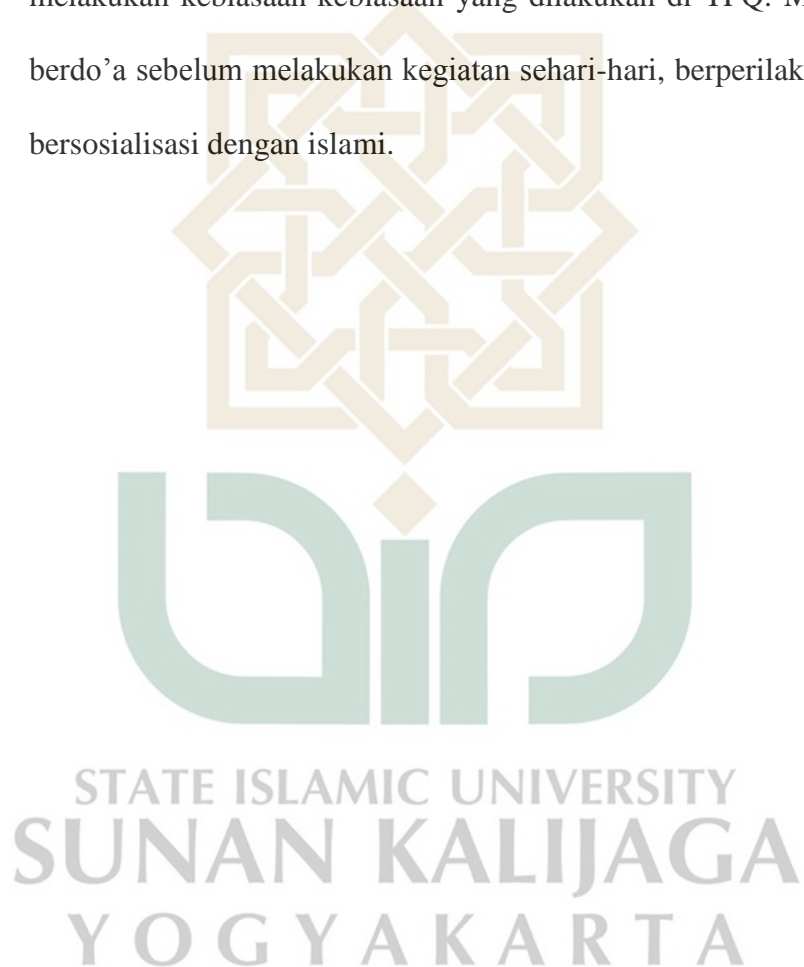 melakukan kebiasaan-kebiasaan yang dilakukan di TPQ. M
berdo’a sebelum melakukan kegiatan sehari-hari, berperilak
bersosialisasi dengan islami.
STATE ISLAMIC UNIVERSITY
SUNAN KALIJAGA
YOGYAKARTA